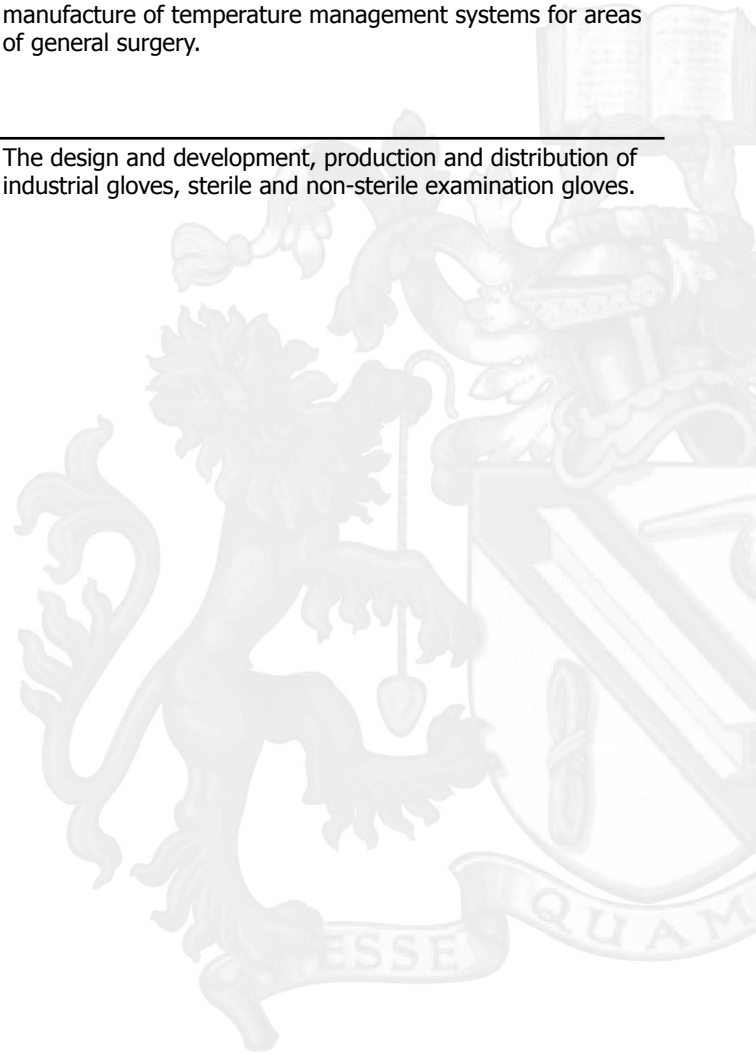 manufacture of temperature management systems for areas
of general surgery.
The design and development, production and distribution of
industrial gloves, sterile and non-sterile examination gloves.
ESSE
QUAM